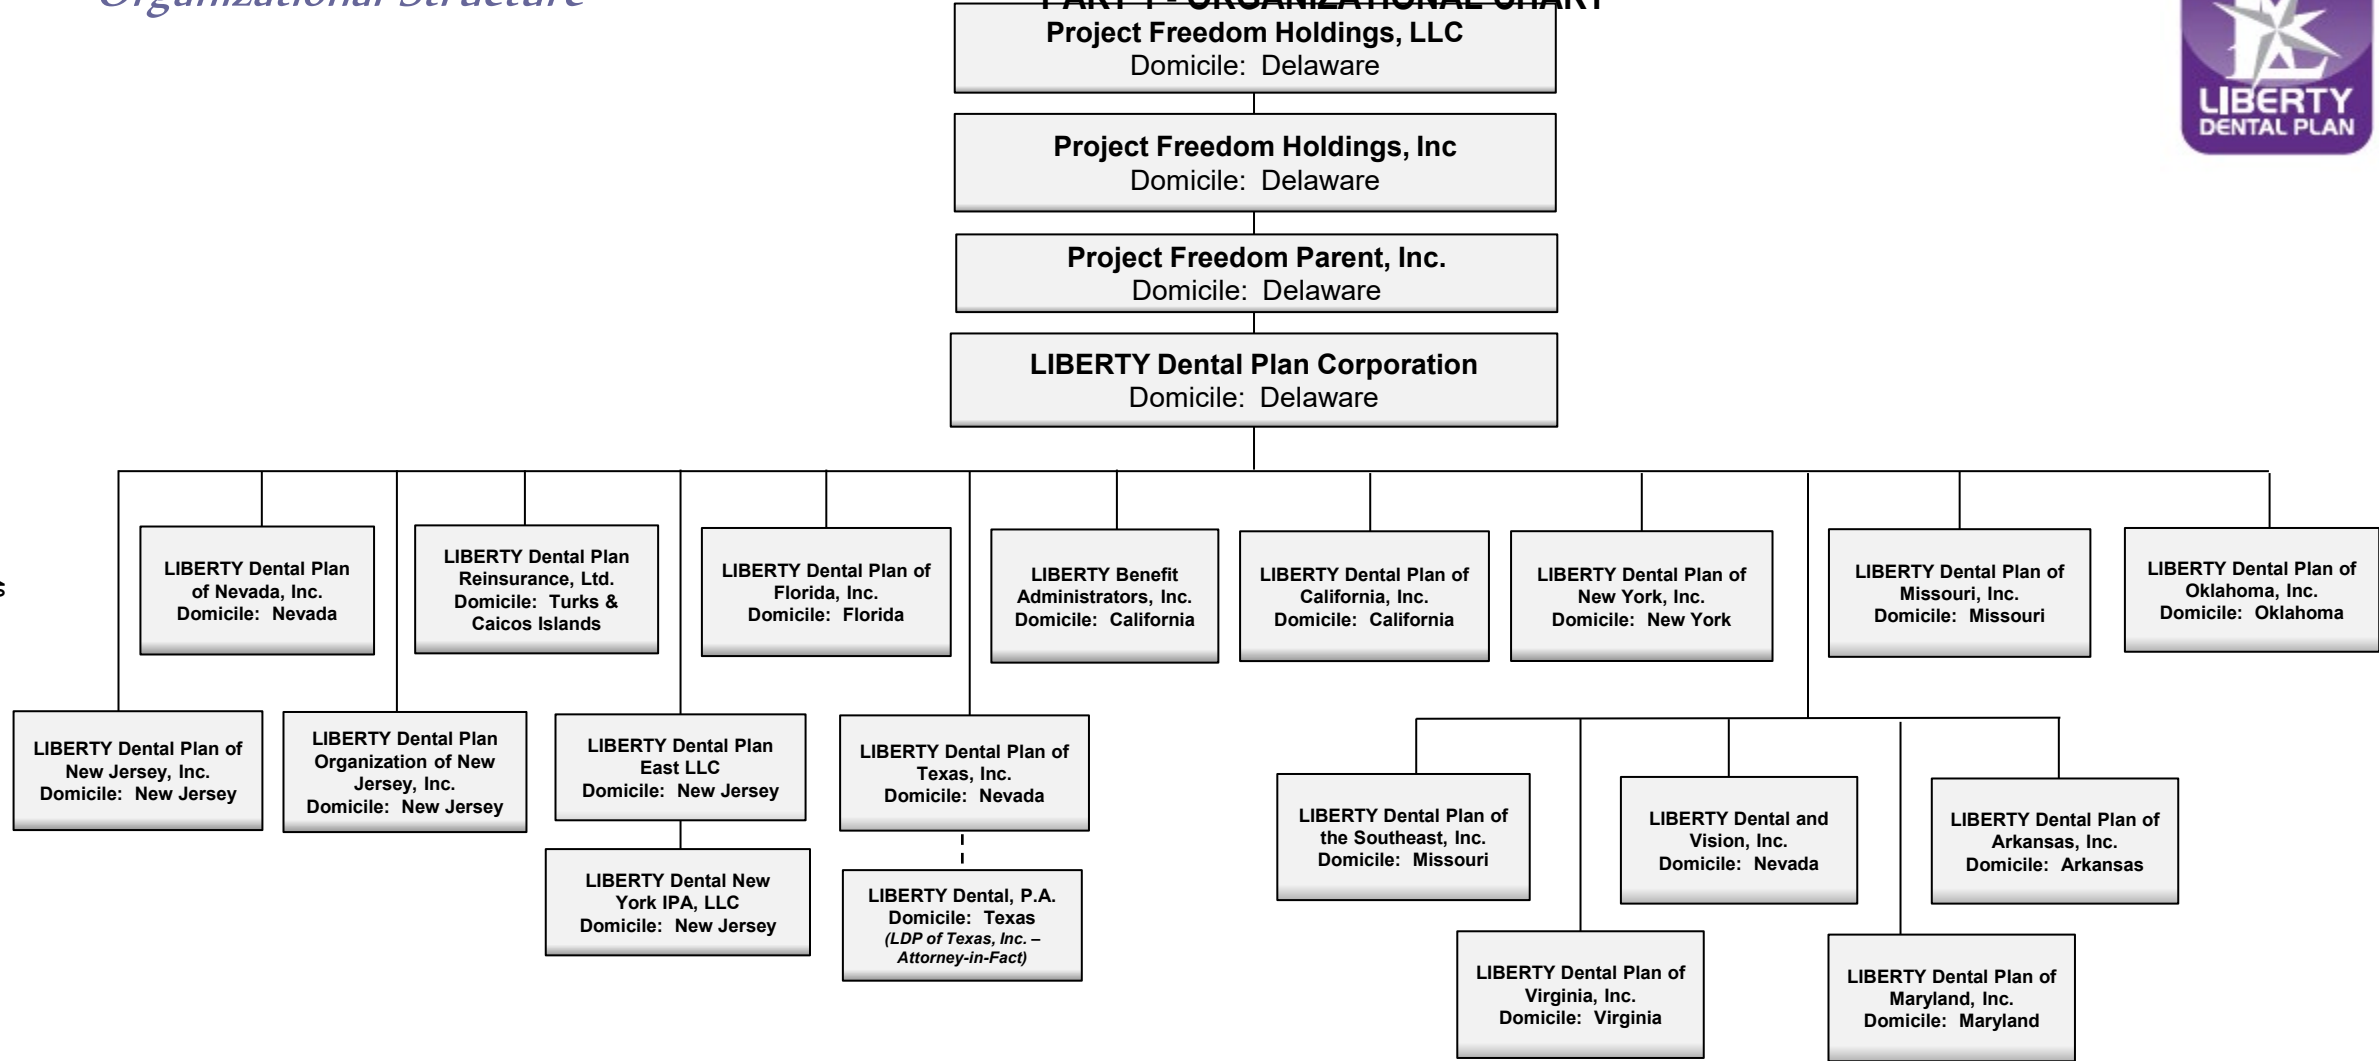 Organizational Structure
PART 1 - ORGANIZATIONAL CHART
Project Freedom Holdings, LLC
Domicile: Delaware
LIBERTY
DENTAL PLAN
Project Freedom Holdings, Inc
Domicile: Delaware
Project Freedom Parent, Inc.
Domicile: Delaware
LIBERTY Dental Plan Corporation
Domicile: Delaware
s
LIBERTY Dental Plan
of Nevada, Inc.
Domicile: Nevada
LIBERTY Dental Plan
Reinsurance, Ltd.
Domicile: Turks &
Caicos Islands
LIBERTY Dental Plan of
Florida, Inc.
Domicile: Florida
LIBERTY Benefit
Administrators, Inc.
Domicile: California
LIBERTY Dental Plan of
California, Inc.
Domicile: California
LIBERTY Dental Plan of
New York, Inc.
Domicile: New York
LIBERTY Dental Plan of
Missouri, Inc.
Domicile: Missouri
LIBERTY Dental Plan of
Oklahoma, Inc.
Domicile: Oklahoma
LIBERTY Dental Plan of
New Jersey, Inc.
Domicile: New Jersey
LIBERTY Dental Plan
Organization of New
Jersey, Inc.
Domicile: New Jersey
LIBERTY Dental Plan
East LLC
Domicile: New Jersey
LIBERTY Dental Plan of
Texas, Inc.
Domicile: Nevada
LIBERTY Dental New
York IPA, LLC
Domicile: New Jersey
LIBERTY Dental, P.A.
Domicile: Texas
(LDP of Texas, Inc. –
Attorney-in-Fact)
LIBERTY Dental Plan of
the Southeast, Inc.
Domicile: Missouri
LIBERTY Dental and
Vision, Inc.
Domicile: Nevada
LIBERTY Dental Plan of
Arkansas, Inc.
Domicile: Arkansas
LIBERTY Dental Plan of
Virginia, Inc.
Domicile: Virginia
LIBERTY Dental Plan of
Maryland, Inc.
Domicile: Maryland